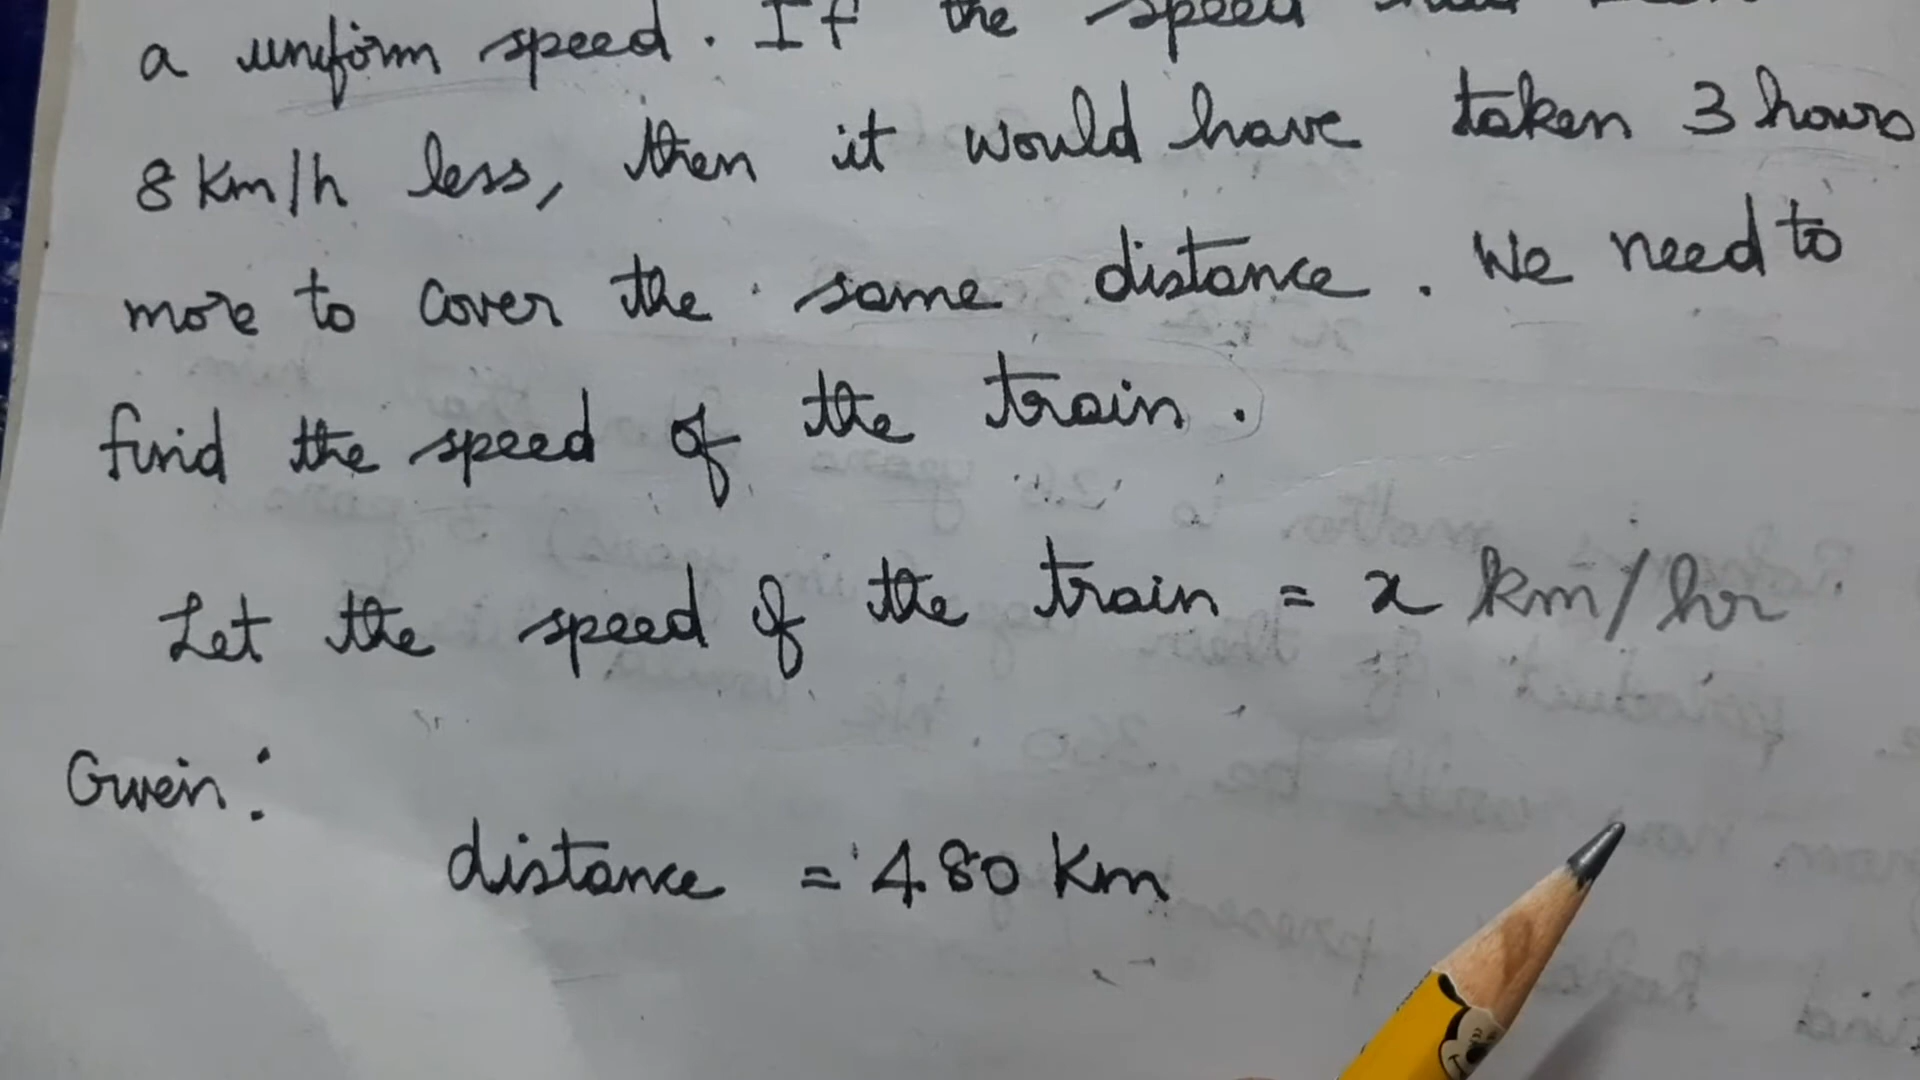 a uniform speed. If the speed
8 km/h less, then it would have taken 3 hours
more to cover the same distance. We need to
find the speed of the train.
Let the speed of the train = x km/hr
Given:
distance = 480 km